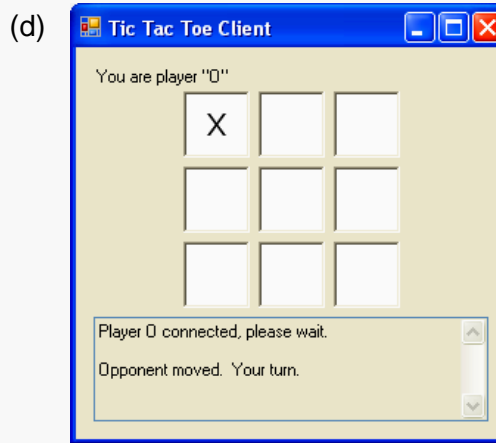 (d)
Tic Tac Toe Client
You are player "O"
X
Player O connected, please wait.
Opponent moved.  Your turn.